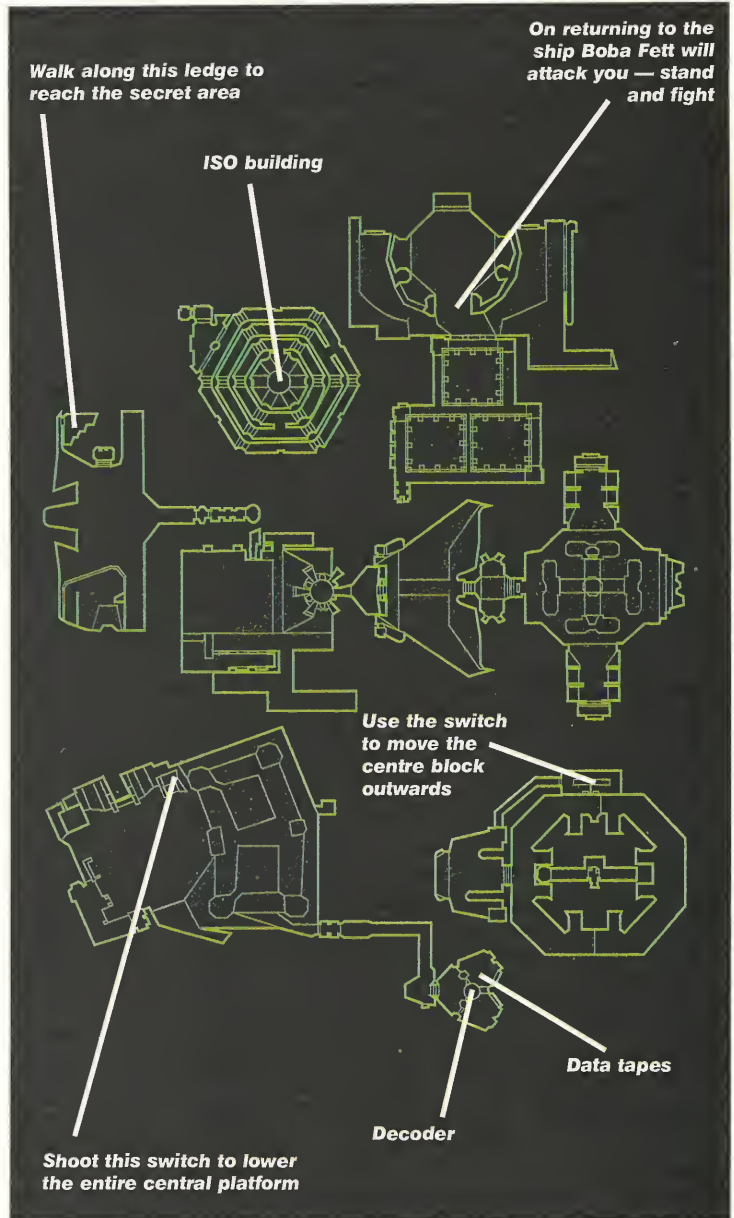 On returning to the
ship Boba Fett will
attack you — stand
and fight
Walk along this ledge to
reach the secret area
ISO building
Use the switch
to move the
centre block
outwards
Data tapes
Decoder
Shoot this switch to lower
the entire central platform